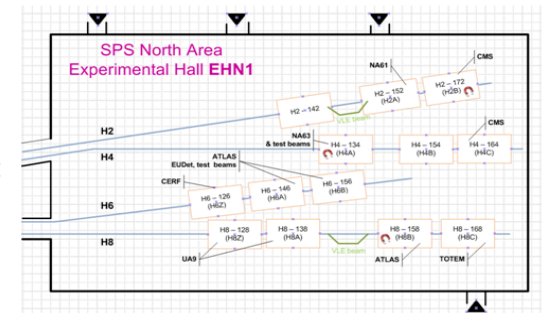 SPS North Area
Experimental Hall EHN1
CMS
NA61
H2 – 172
(H2B)
H2 – 152
(H2A)
H2 – 142
VLE beam
H2
H4
NA63
& test beams
CMS
H4 – 134
(H4A)
H4 – 154
(H4B)
H4 – 164
(H4C)
ATLAS
EUDet, test beams
CERF
H6 – 126
(H6Z)
H6 – 146
(H6A)
H6 – 156
(H6B)
H6
H8
H8 – 128
(H8Z)
H8 – 138
(H8A)
H8 – 158
(H8B)
H8 – 168
(H8C)
VLE beam
UA9
ATLAS
TOTEM